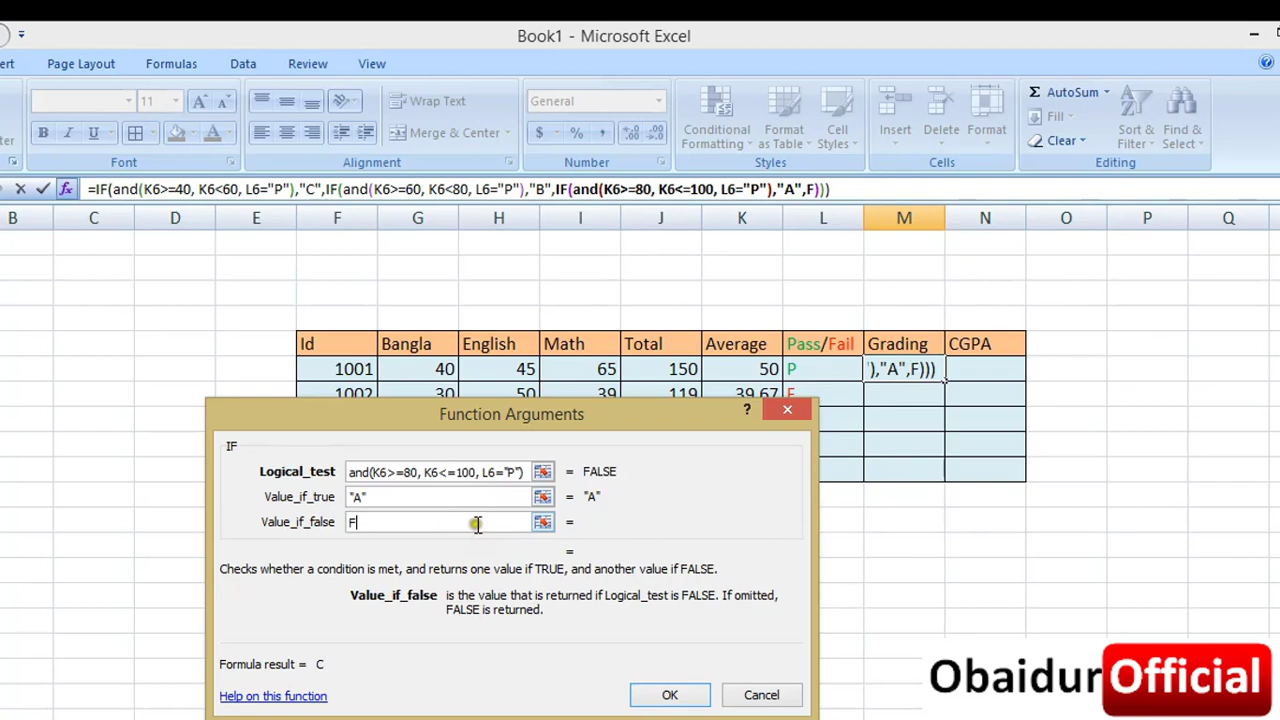 Book1 - Microsoft Excel
ert Page Layout Formulas Data Review View
11 Wrap Text General AutoSum
Fill
B I U Merge & Center $ % , Conditional Formatting Format as Table Cell Styles Insert Delete Format Clear Sort & Filter Find & Select
Font Alignment Number Styles Cells Editing
=IF(and(K6>=40, K6<60, L6="P"),"C",IF(and(K6>=60, K6<80, L6="P"),"B",IF(and(K6>=80, K6<=100, L6="P"),"A",F)))
B C D E F G H I J K L M N O P Q
Id Bangla English Math Total Average Pass/Fail Grading CGPA
1001 40 45 65 150 50 P "),"A",F)))
1002 30 50 39 119 39.67 F
Function Arguments
IF
Logical_test and(K6>=80, K6<=100, L6="P") = FALSE
Value_if_true "A" = "A"
Value_if_false F =
=
Checks whether a condition is met, and returns one value if TRUE, and another value if FALSE.
Value_if_false is the value that is returned if Logical_test is FALSE. If omitted,
FALSE is returned.
Formula result = C
Help on this function OK Cancel
Obaidur Official